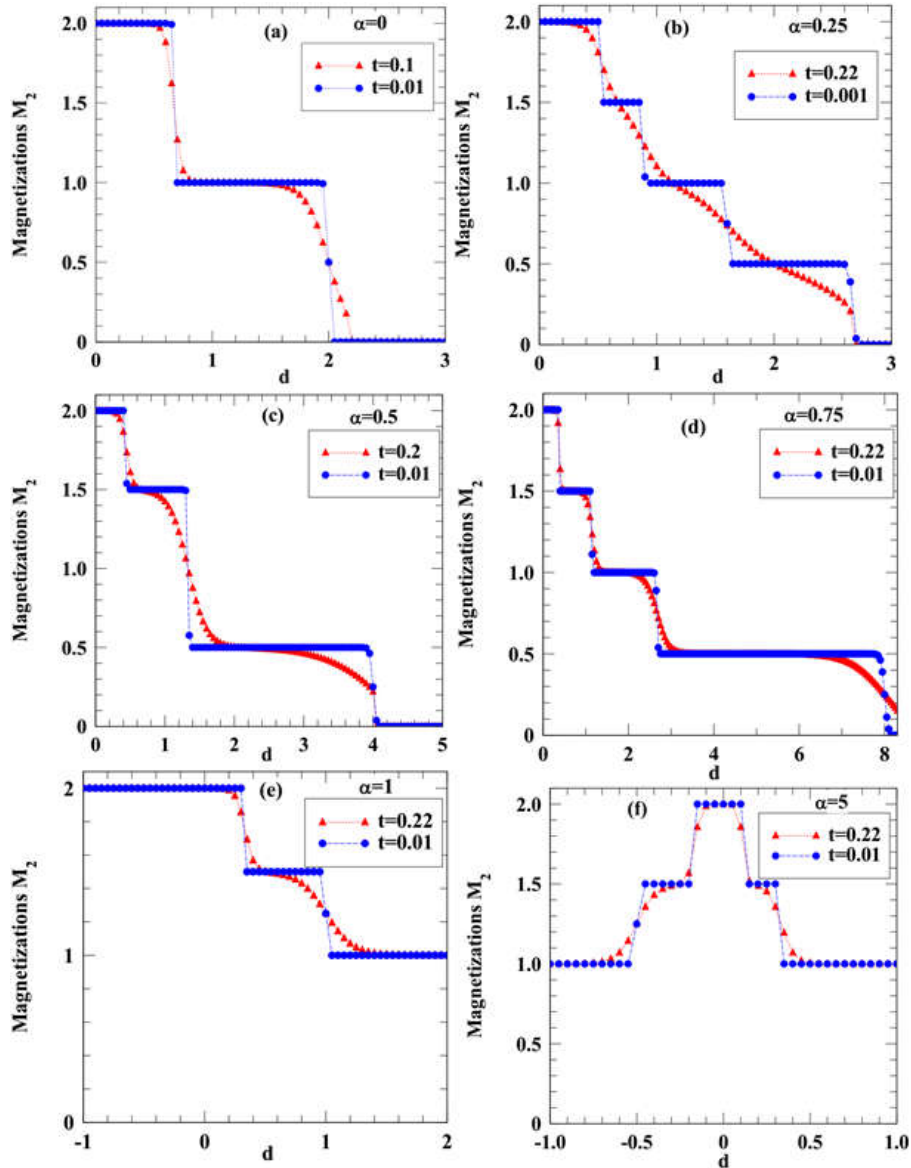 (a)
α=0
t=0.1
t=0.01
Magnetizations M2
2.0
1.5
1.0
0.5
0
0 1 2 3
d
(b)
α=0.25
t=0.22
t=0.001
Magnetizations M2
2.0
1.5
1.0
0.5
0
0 1 2 3
d
(c)
α=0.5
t=0.2
t=0.01
Magnetizations M2
2.0
1.5
1.0
0.5
0
0 1 2 3 4 5
d
(d)
α=0.75
t=0.22
t=0.01
Magnetizations M2
2.0
1.5
1.0
0.5
0
0 2 4 6 8
d
(e)
α=1
t=0.22
t=0.01
Magnetizations M2
2
1
0
-1 0 1 2
d
(f)
α=5
t=0.22
t=0.01
Magnetizations M2
2.0
1.5
1.0
0
-1.0 -0.5 0 0.5 1.0
d